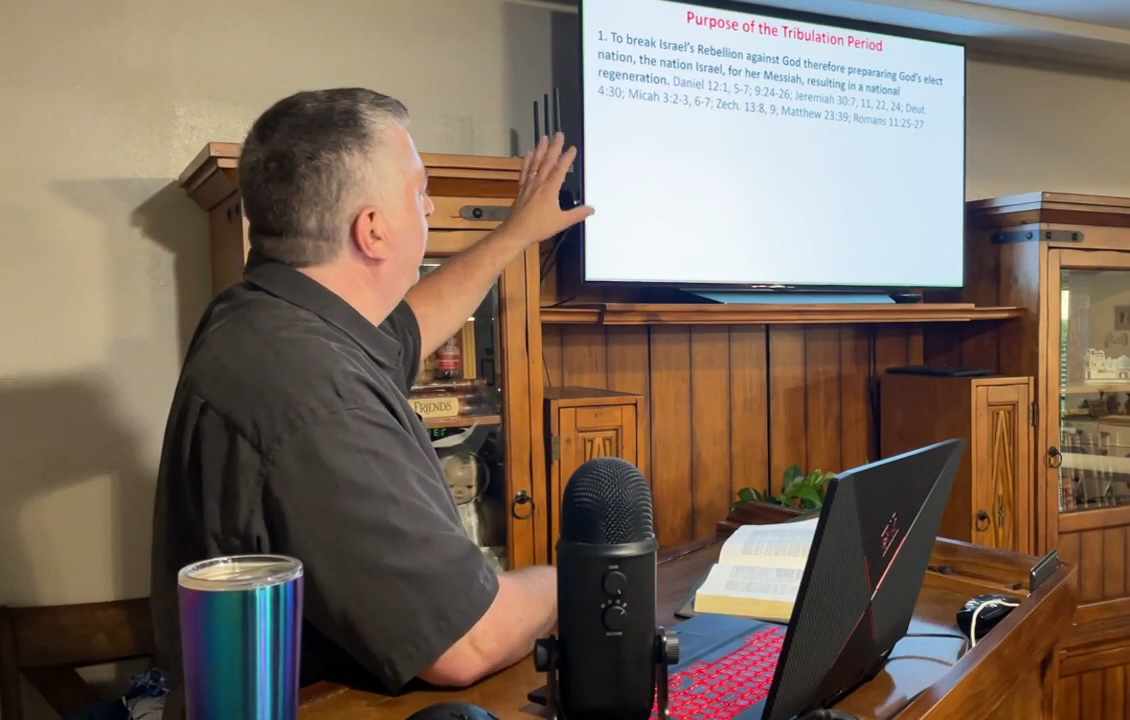 Purpose of the Tribulation Period
1. To break Israel's Rebellion against God therefore prepararing God's elect
nation, the nation Israel, for her Messiah, resulting in a national
regeneration. Daniel 12:1, 5-7; 9:24-26; Jeremiah 30:7, 11, 22, 24; Deut.
4:30; Micah 3:2-3, 6-7; Zech. 13:8, 9; Matthew 23:39; Romans 11:25-27
FRIENDS